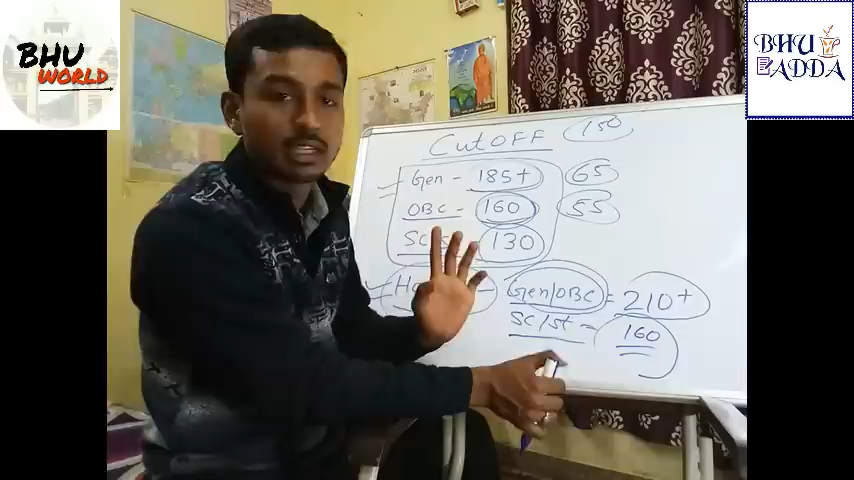 BHU
WORLD
BHU
ADDA
CutOFF 150
Gen - 185+ 65
OBC - 160 55
130
Gen/OBC = 210+
SC/St - 160